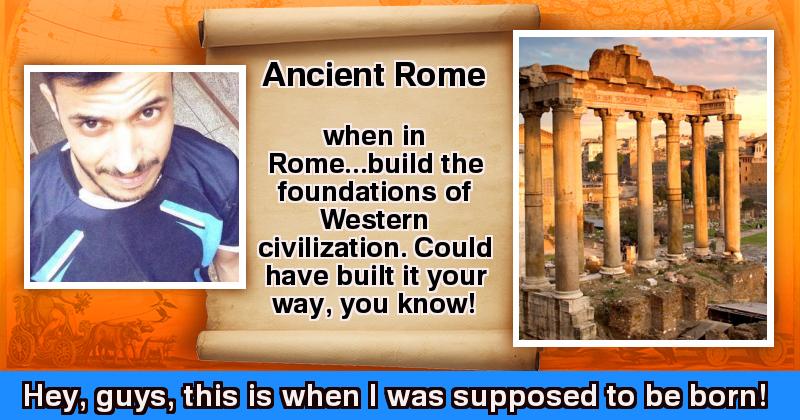 Ancient Rome
when in
Rome...build the
foundations of
Western
civilization. Could
have built it your
way, you know!
Hey, guys, this is when I was supposed to be born!